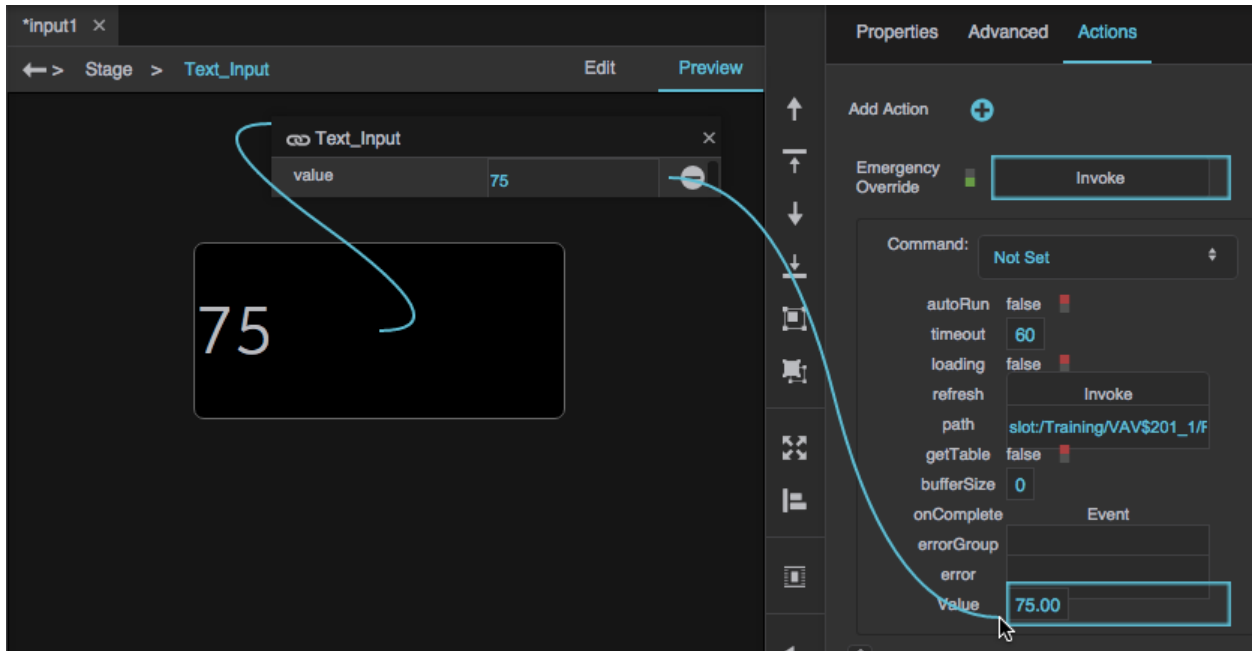 *input1 ×
Stage > Text_Input
Edit
Preview
Text_Input ×
value 75
75
Properties Advanced Actions
Add Action
Emergency
Override
Invoke
Command: Not Set
autoRun false
timeout 60
loading false
refresh Invoke
path slot:/Training/VAV$201_1/F
getTable false
bufferSize 0
onComplete Event
errorGroup
error
Value 75.00